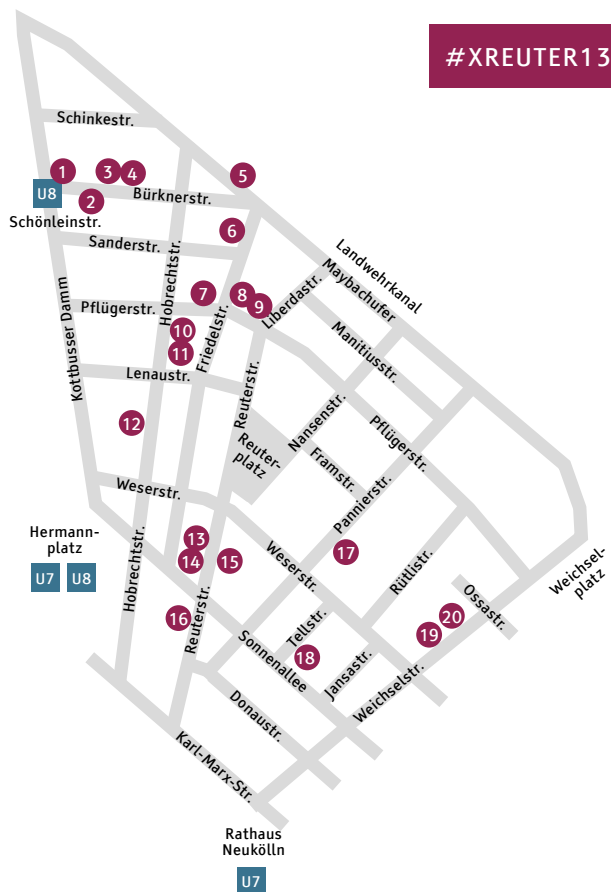 #XREUTER13
Schinkestr.
1
3
4
5
U8
2
Bürknerstr.
Schönleinstr.
6
Sanderstr.
Hobrechtstr.
Landwehrkanal
Maybachufer
7
8
9
Liberdastr.
Pflügerstr.
Kottbusser Damm
10
11
Friedelstr.
Manitiusstr.
Lenaustr.
Reuterstr.
12
Reuter-
platz
Nansenstr.
Pflügerstr.
Framstr.
Weserstr.
Pannierstr.
Hermann-
platz
U7
U8
Hobrechtstr.
13
14
15
Weserstr.
17
Rütlistr.
Weichsel-
platz
Ossastr.
16
Reuterstr.
Sonnenallee
Tellstr.
18
Jansastr.
19
20
Weichselstr.
Donaustr.
Karl-Marx-Str.
Rathaus
Neukölln
U7